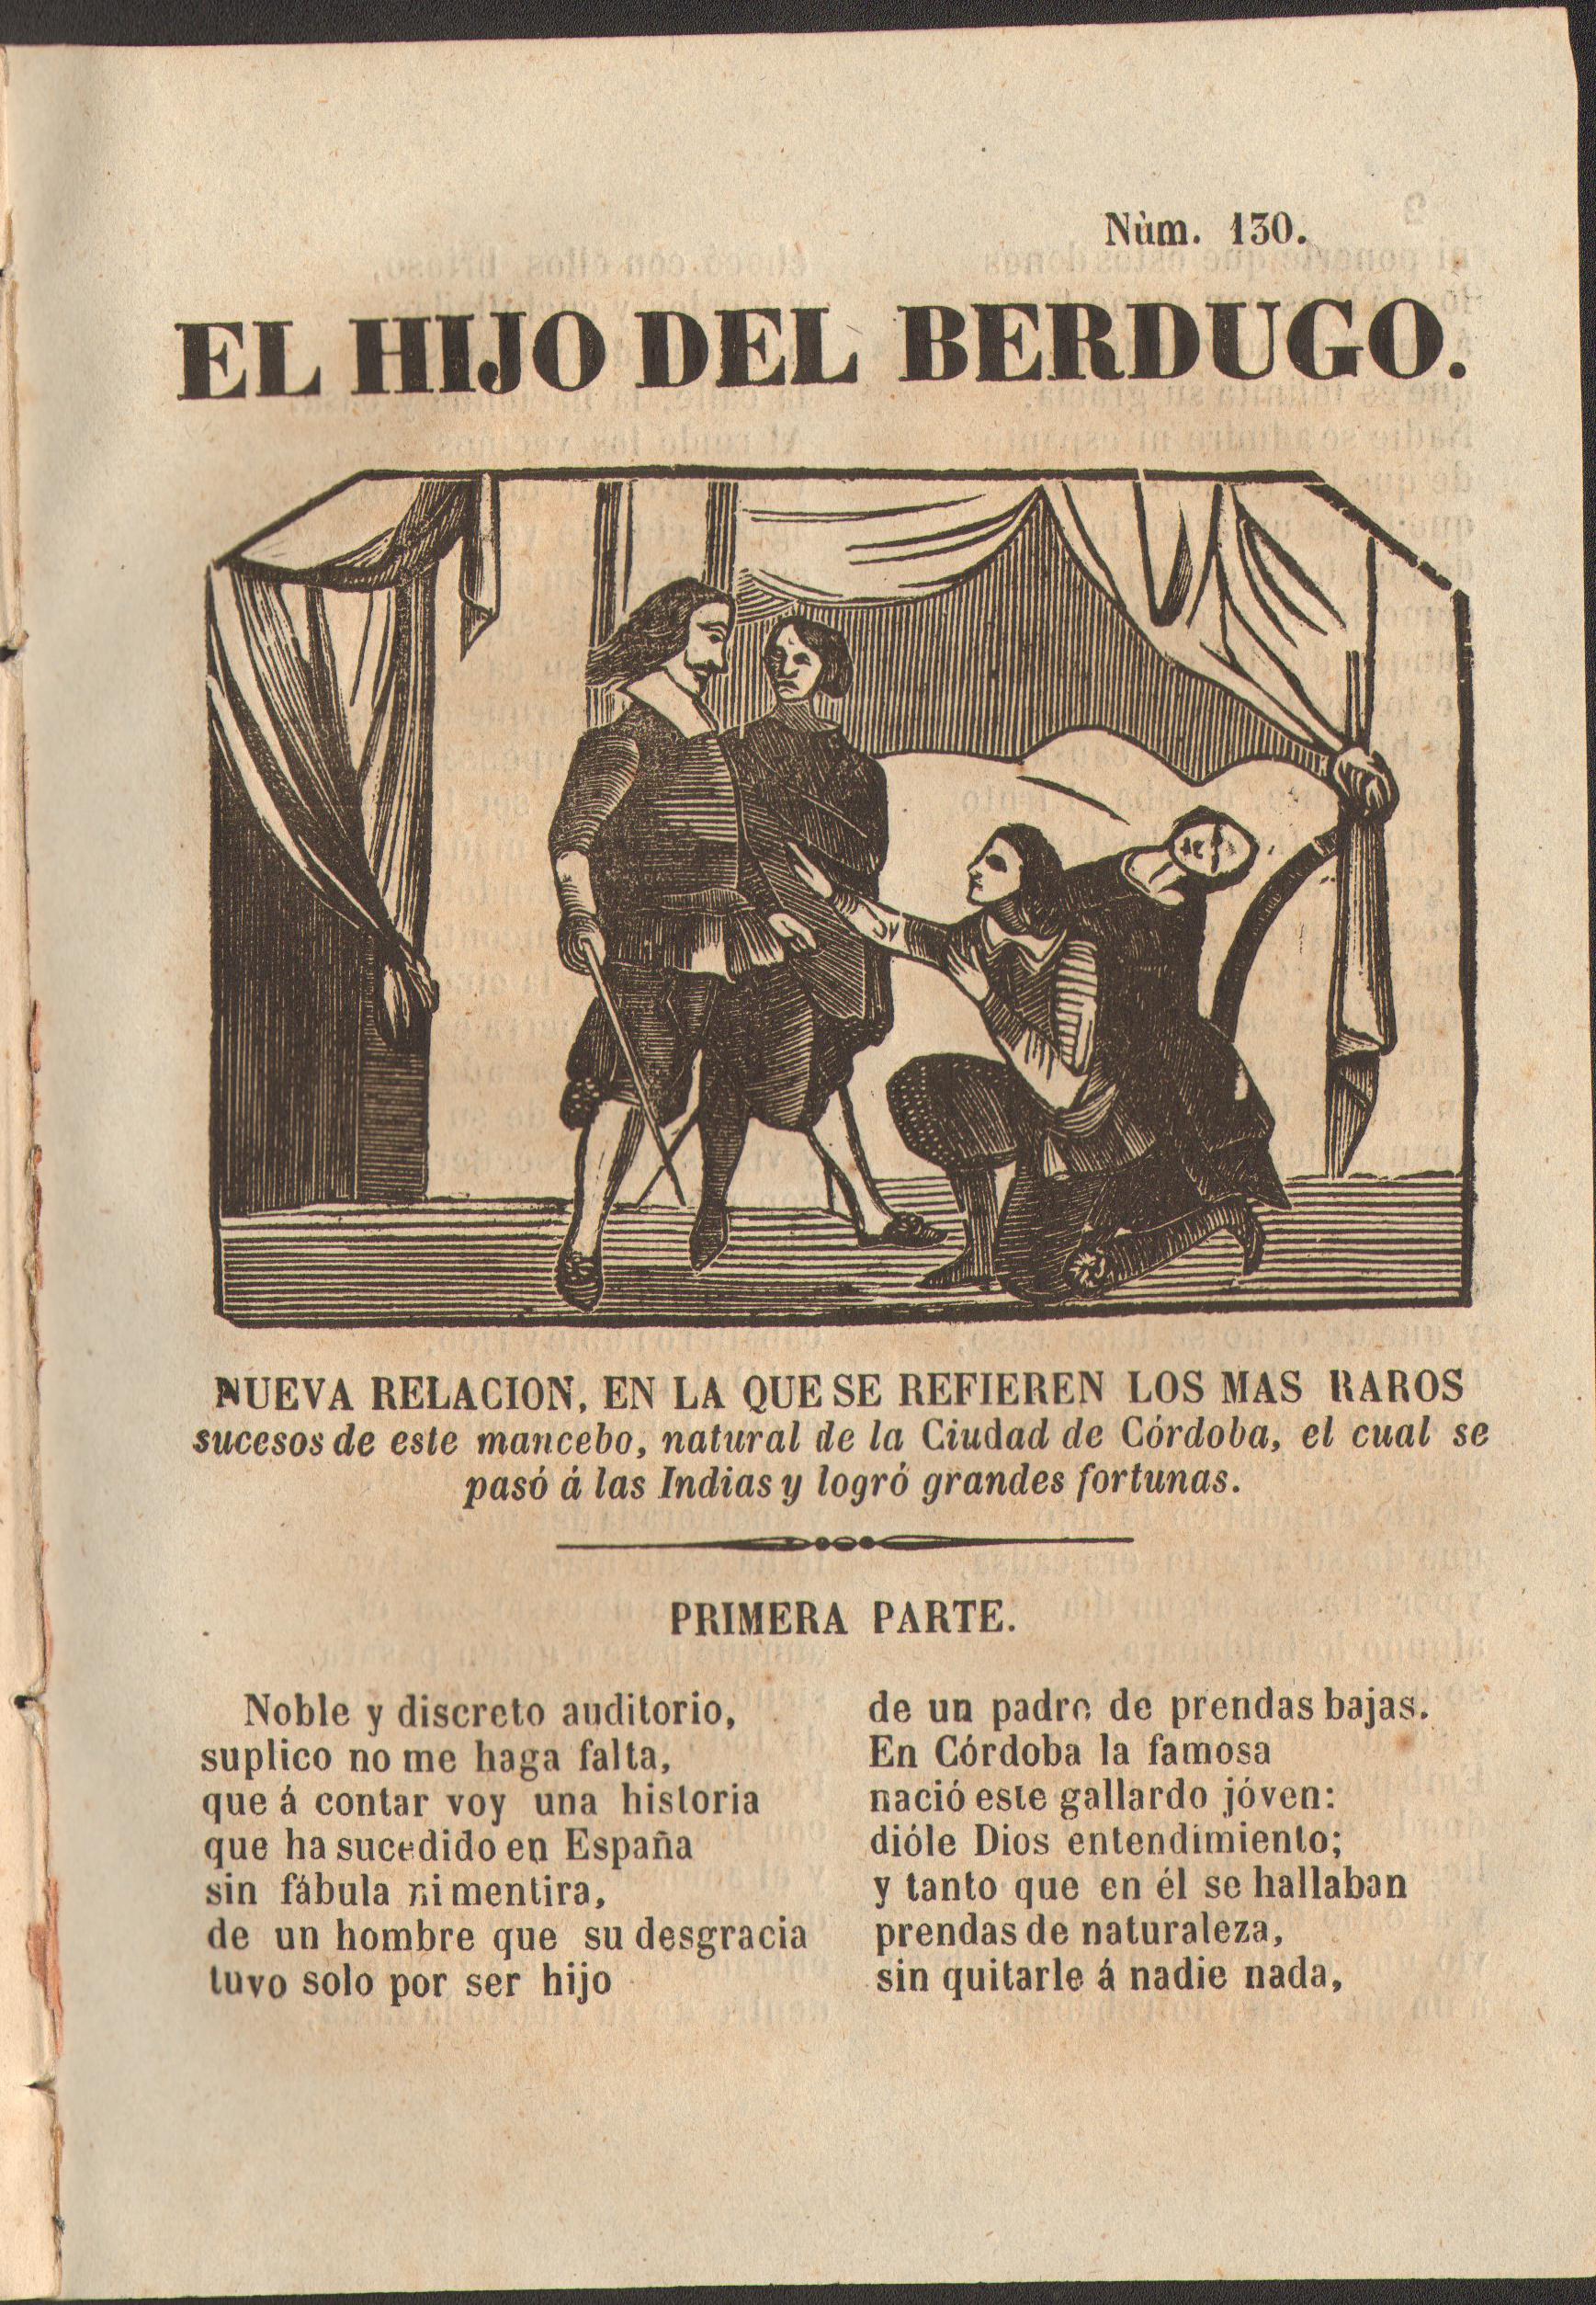 Nùm. 130.
EL HIJO DEL BERDUGO.
NUEVA RELACION, EN LA QUE SE REFIEREN LOS MAS RAROS
sucesos de este mancebo, natural de la Ciudad de Córdoba, el cual se
pasó á las Indias y logró grandes fortunas.
PRIMERA PARTE.
Noble y discreto auditorio,
suplico no me haga falta,
que á contar voy una historia
que ha sucedido en España
sin fábula ni mentira,
de un hombre que su desgracia
tuvo solo por ser hijo
de un padre de prendas bajas.
En Córdoba la famosa
nació este gallardo jóven:
dióle Dios entendimiento;
y tanto que en él se hallaban
prendas de naturaleza,
sin quitarle á nadie nada,